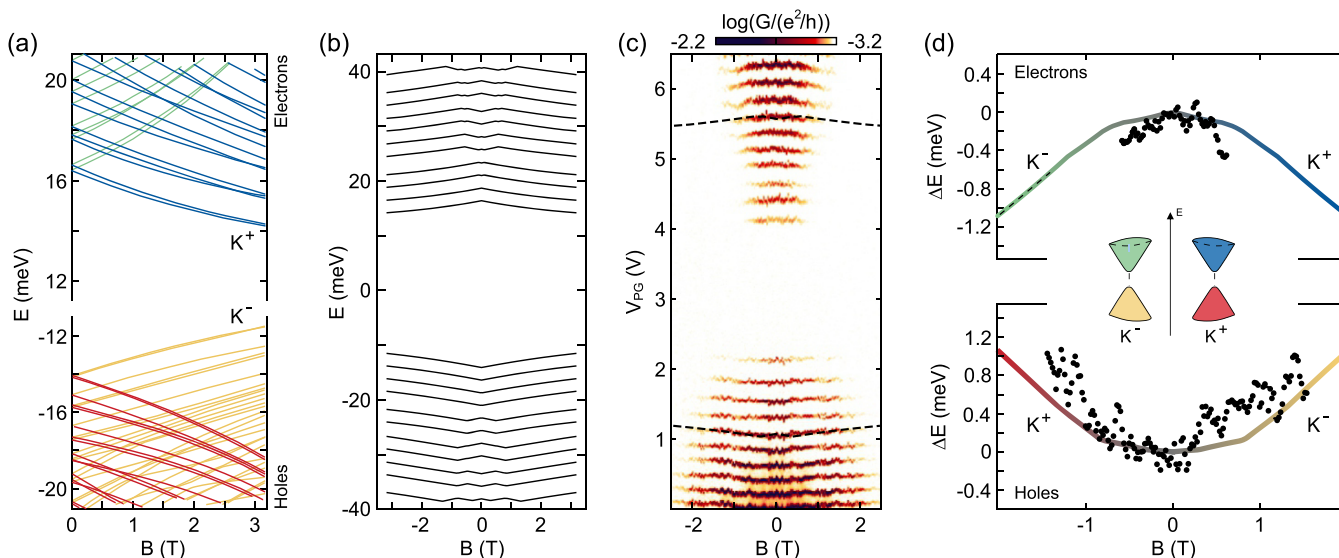 (a)
20
16
12
-12
-16
-20
E (meV)
K⁺
K⁻
Electrons
Holes
0 1 2 3
B (T)
(b)
40
20
0
-20
-40
E (meV)
-2 0 2
B (T)
(c)
log(G/(e²/h))
-2.2 -3.2
6
5
4
3
2
1
0
V_PG (V)
-2 0 2
B (T)
(d)
Electrons
0.4
0
-0.4
-0.8
-1.2
ΔE (meV)
K⁻
K⁺
E
K⁻ K⁺
1.2
0.8
0.4
0
-0.4
ΔE (meV)
K⁺
K⁻
Holes
-1 0 1
B (T)